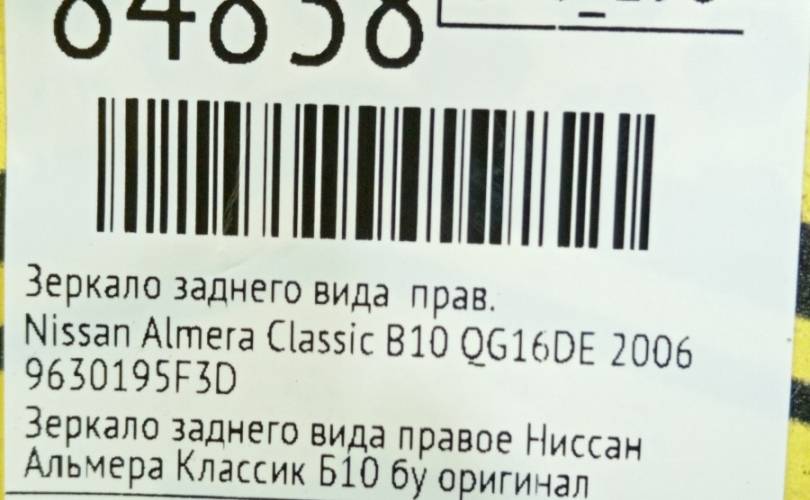 84838
Зеркало заднего вида прав.
Nissan Almera Classic B10 QG16DE 2006
9630195F3D
Зеркало заднего вида правое Ниссан
Альмера Классик Б10 бу оригинал